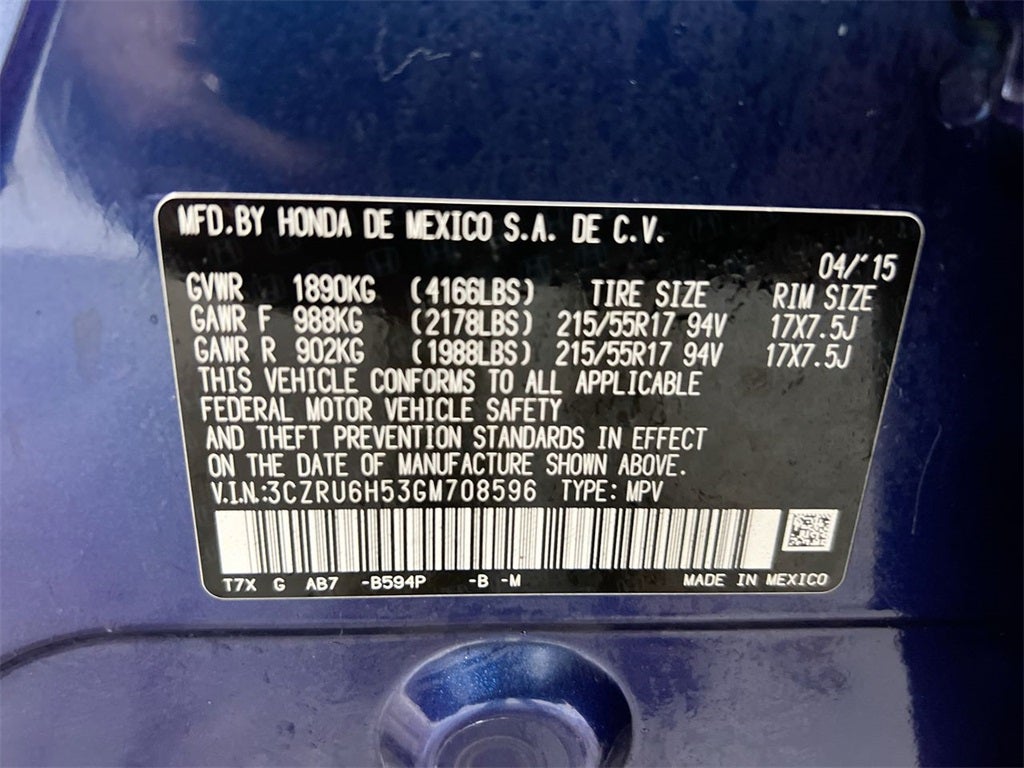 MFD.BY HONDA DE MEXICO S.A. DE C.V.
04/'15
GVWR 1890KG (4166LBS) TIRE SIZE RIM SIZE
GAWR F 988KG (2178LBS) 215/55R17 94V 17X7.5J
GAWR R 902KG (1988LBS) 215/55R17 94V 17X7.5J
THIS VEHICLE CONFORMS TO ALL APPLICABLE
FEDERAL MOTOR VEHICLE SAFETY
AND THEFT PREVENTION STANDARDS IN EFFECT
ON THE DATE OF MANUFACTURE SHOWN ABOVE.
V.I.N.:3CZRU6H53GM708596 TYPE: MPV
T7X G AB7 -B594P -B -M MADE IN MEXICO